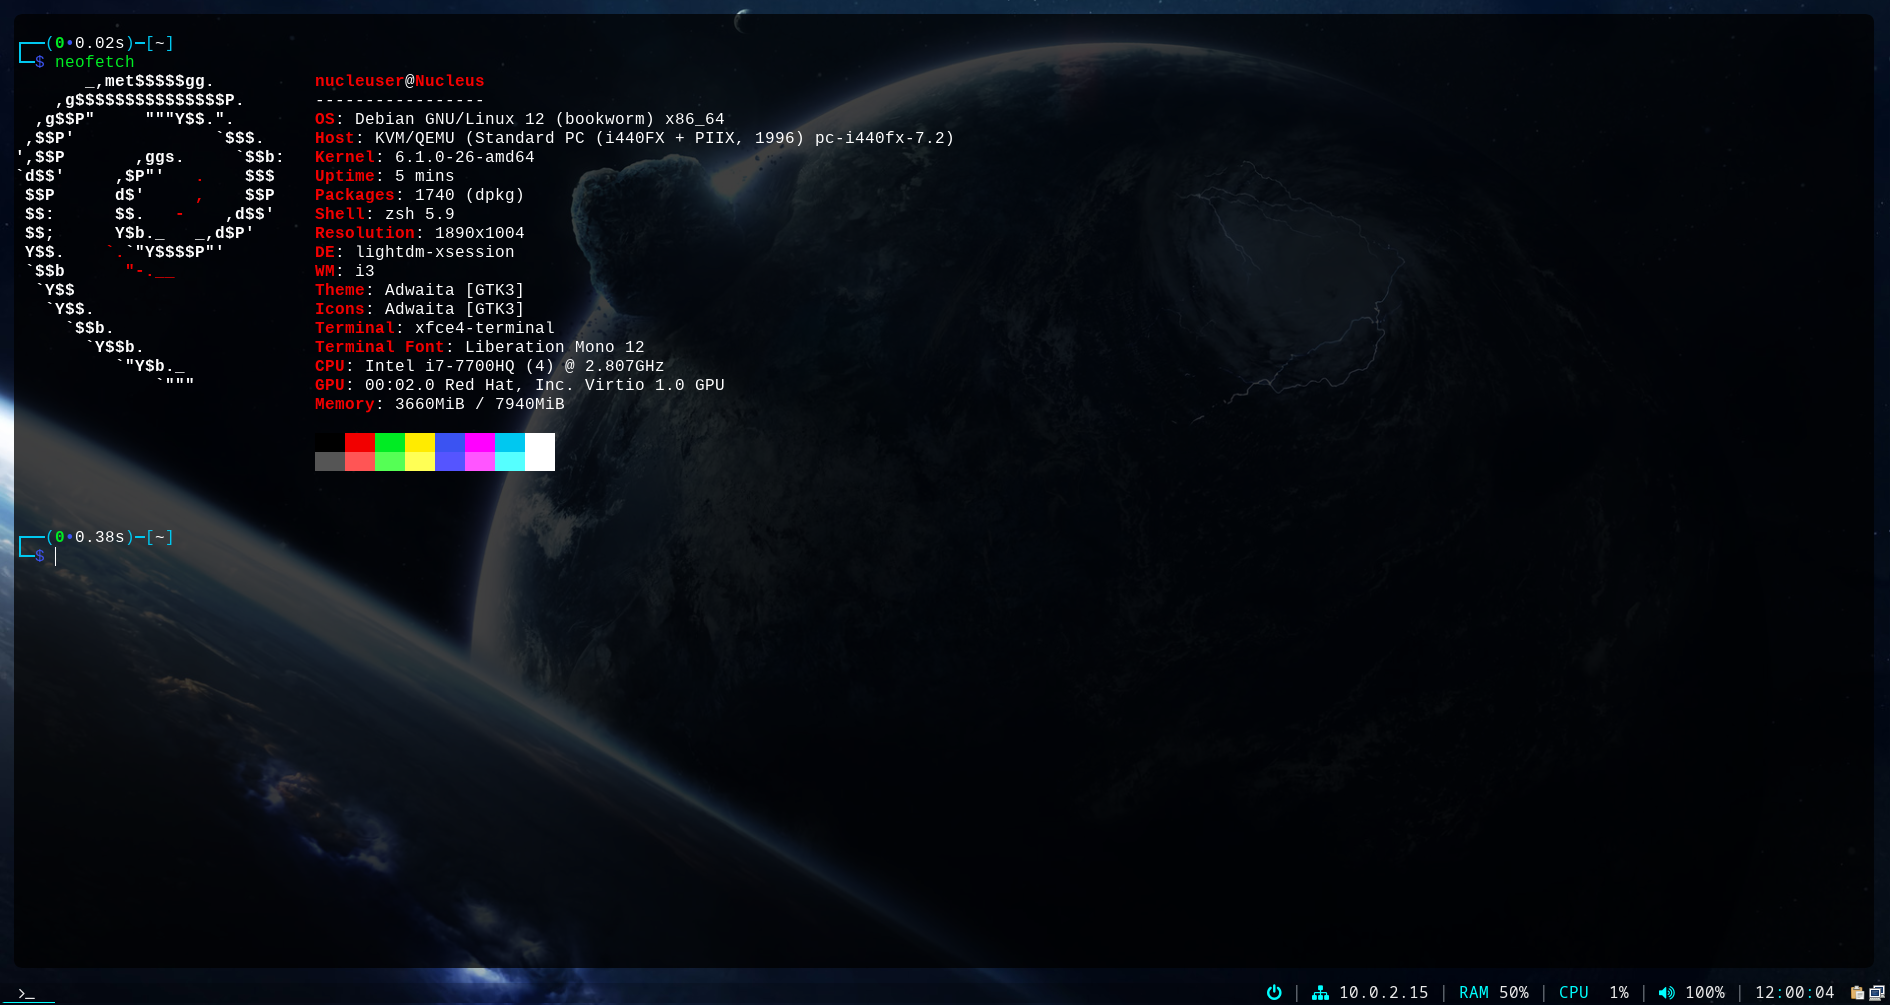 ┌──(0•0.02s)─[~]
└─$ neofetch
       _,met$$$$$gg.          nucleuser@Nucleus
    ,g$$$$$$$$$$$$$$$P.       -----------------
  ,g$$P"     """Y$$.".        OS: Debian GNU/Linux 12 (bookworm) x86_64
 ,$$P'              `$$$.     Host: KVM/QEMU (Standard PC (i440FX + PIIX, 1996) pc-i440fx-7.2)
',$$P       ,ggs.     `$$b:   Kernel: 6.1.0-26-amd64
`d$$'     ,$P"'   .    $$$    Uptime: 5 mins
 $$P      d$'     ,    $$P    Packages: 1740 (dpkg)
 $$:      $$.   -    ,d$$'    Shell: zsh 5.9
 $$;      Y$b._   _,d$P'      Resolution: 1890x1004
 Y$$.    `.`"Y$$$$P"'         DE: lightdm-xsession
 `$$b      "-.__              WM: i3
  `Y$$                        Theme: Adwaita [GTK3]
   `Y$$.                      Icons: Adwaita [GTK3]
     `$$b.                    Terminal: xfce4-terminal
       `Y$$b.                 Terminal Font: Liberation Mono 12
          `"Y$b._             CPU: Intel i7-7700HQ (4) @ 2.807GHz
              `"""            GPU: 00:02.0 Red Hat, Inc. Virtio 1.0 GPU
                              Memory: 3660MiB / 7940MiB
┌──(0•0.38s)─[~]
└─$
10.0.2.15 | RAM 50% | CPU 1% | 100% | 12:00:04